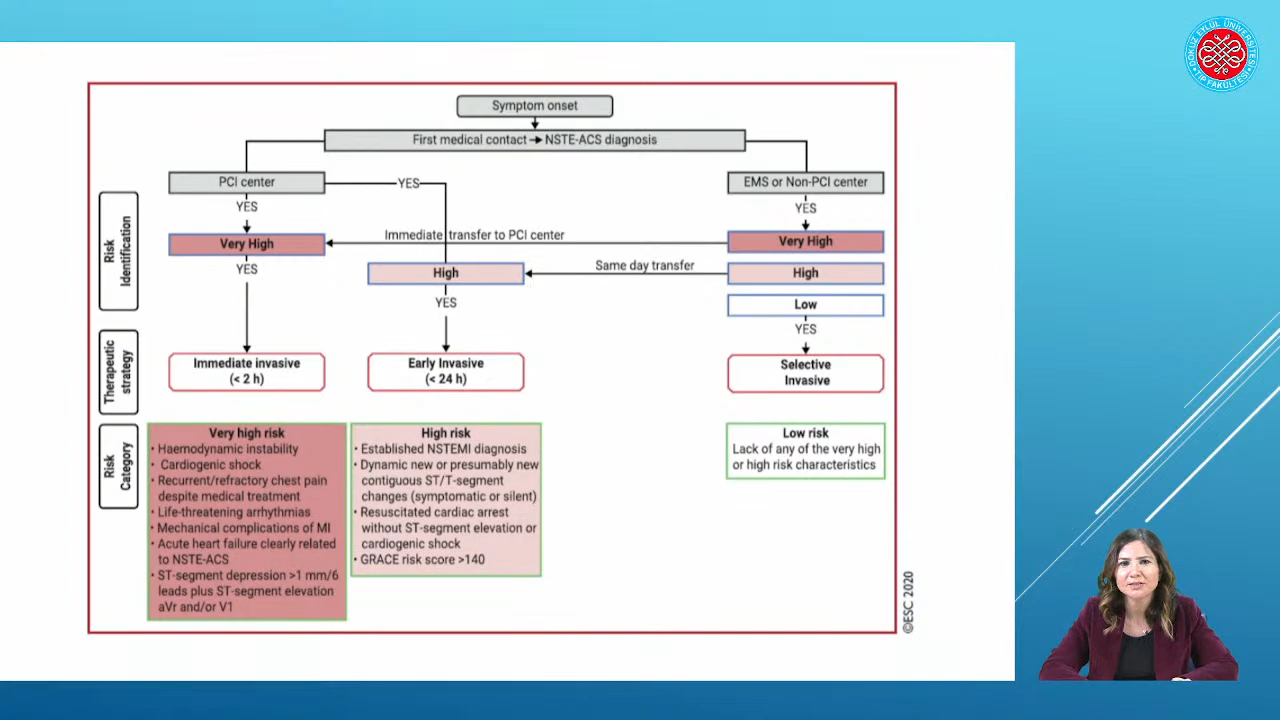 DOKUZ EYLÜL ÜNİVERSİTESİ
TIP FAKÜLTESİ
Symptom onset
First medical contact → NSTE-ACS diagnosis
PCI center
YES
EMS or Non-PCI center
YES
YES
Risk
Identification
Very High
Immediate transfer to PCI center
Very High
High
Same day transfer
High
Low
YES
YES
YES
Therapeutic
strategy
Immediate invasive
(< 2 h)
Early Invasive
(< 24 h)
Selective
Invasive
Risk
Category
Very high risk
· Haemodynamic instability
· Cardiogenic shock
· Recurrent/refractory chest pain
despite medical treatment
· Life-threatening arrhythmias
· Mechanical complications of MI
· Acute heart failure clearly related
to NSTE-ACS
· ST-segment depression >1 mm/6
leads plus ST-segment elevation
aVr and/or V1
High risk
· Established NSTEMI diagnosis
· Dynamic new or presumably new
contiguous ST/T-segment
changes (symptomatic or silent)
· Resuscitated cardiac arrest
without ST-segment elevation or
cardiogenic shock
· GRACE risk score >140
Low risk
Lack of any of the very high
or high risk characteristics
©ESC 2020